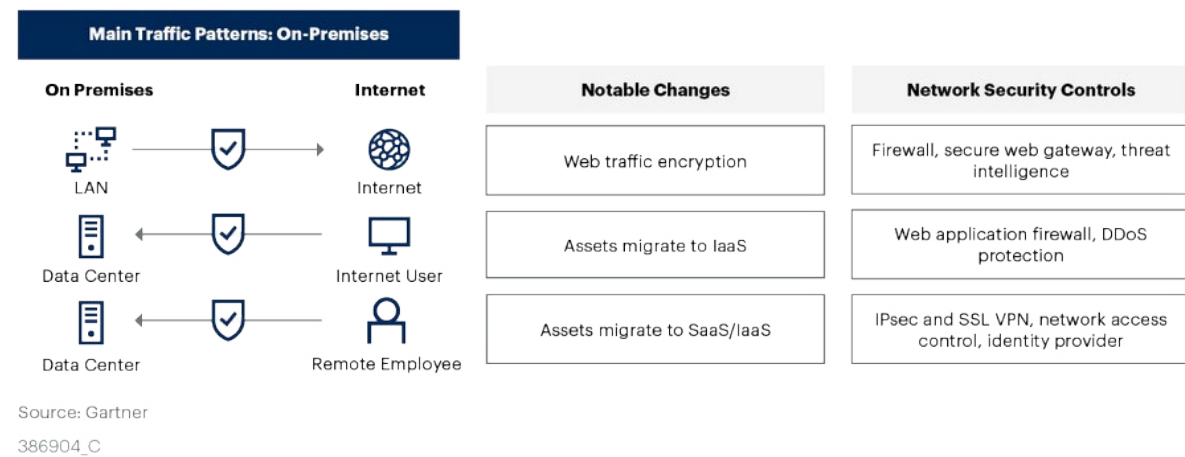 Main Traffic Patterns: On-Premises
On Premises
Internet
Notable Changes
Network Security Controls
LAN
Internet
Web traffic encryption
Firewall, secure web gateway, threat
intelligence
Data Center
Internet User
Assets migrate to IaaS
Web application firewall, DDoS
protection
Data Center
Remote Employee
Assets migrate to SaaS/IaaS
IPsec and SSL VPN, network access
control, identity provider
Source: Gartner
386904_C